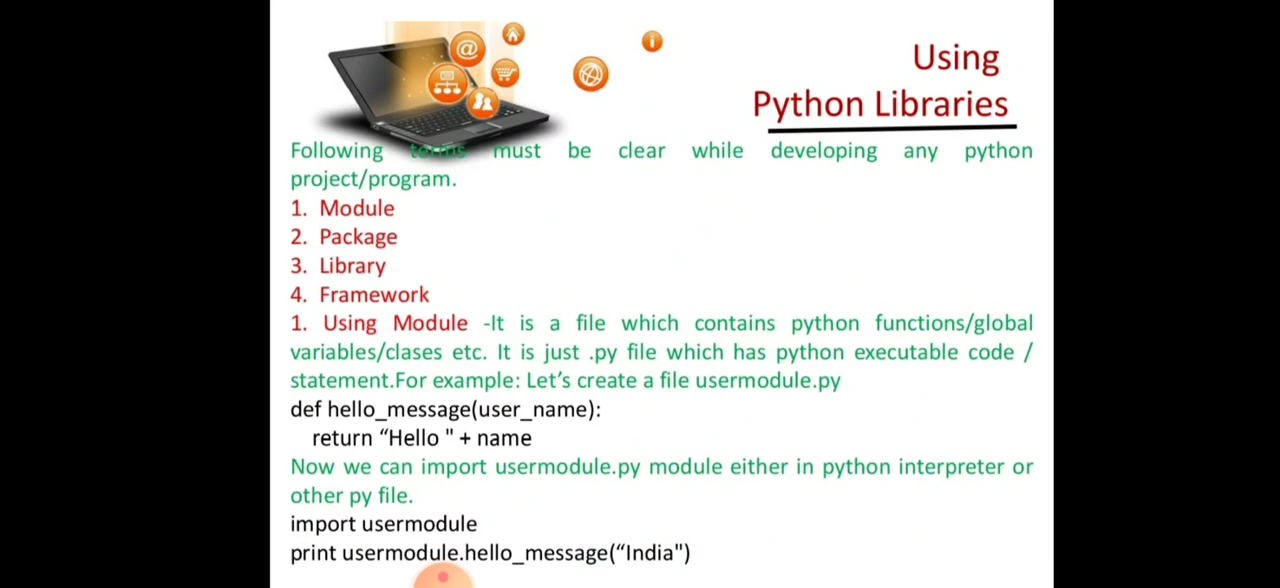 Using
Python Libraries
Following terms must be clear while developing any python
project/program.
1. Module
2. Package
3. Library
4. Framework
1. Using Module -It is a file which contains python functions/global
variables/clases etc. It is just .py file which has python executable code /
statement.For example: Let’s create a file usermodule.py
def hello_message(user_name):
return “Hello " + name
Now we can import usermodule.py module either in python interpreter or
other py file.
import usermodule
print usermodule.hello_message(“India")